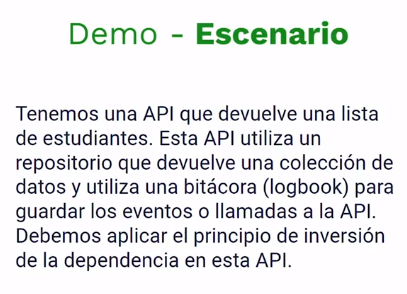 Demo - Escenario
Tenemos una API que devuelve una lista
de estudiantes. Esta API utiliza un
repositorio que devuelve una colección de
datos y utiliza una bitácora (logbook) para
guardar los eventos o llamadas a la API.
Debemos aplicar el principio de inversión
de la dependencia en esta API.